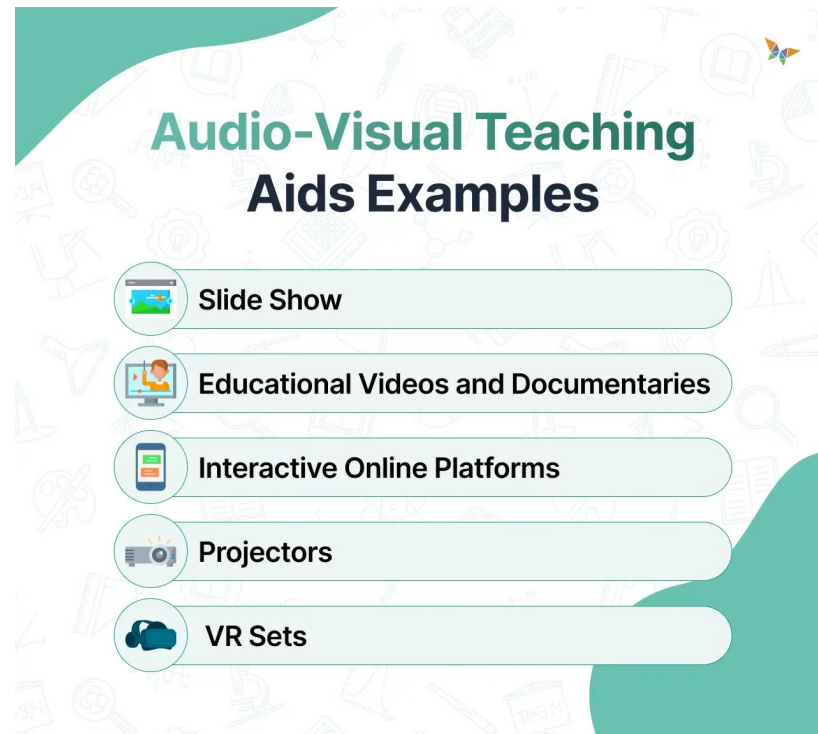 Audio-Visual Teaching
Aids Examples
Slide Show
Educational Videos and Documentaries
Interactive Online Platforms
Projectors
VR Sets